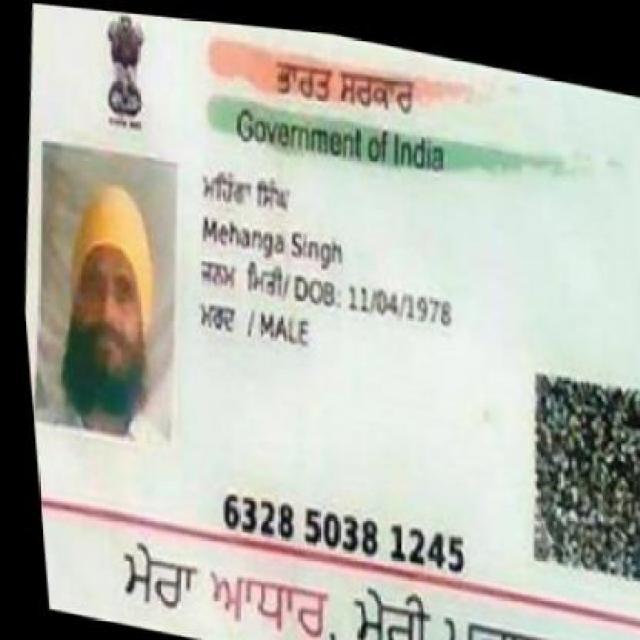 ਭਾਰਤ ਸਰਕਾਰ
Government of India
ਮਹਿੰਗਾ ਸਿੰਘ
Mehanga Singh
ਜਨਮ ਮਿਤੀ/ DOB: 11/04/1978
ਮਰਦ / MALE
6328 5038 1245
ਮੇਰਾ ਆਧਾਰ, ਮੇਰੀ